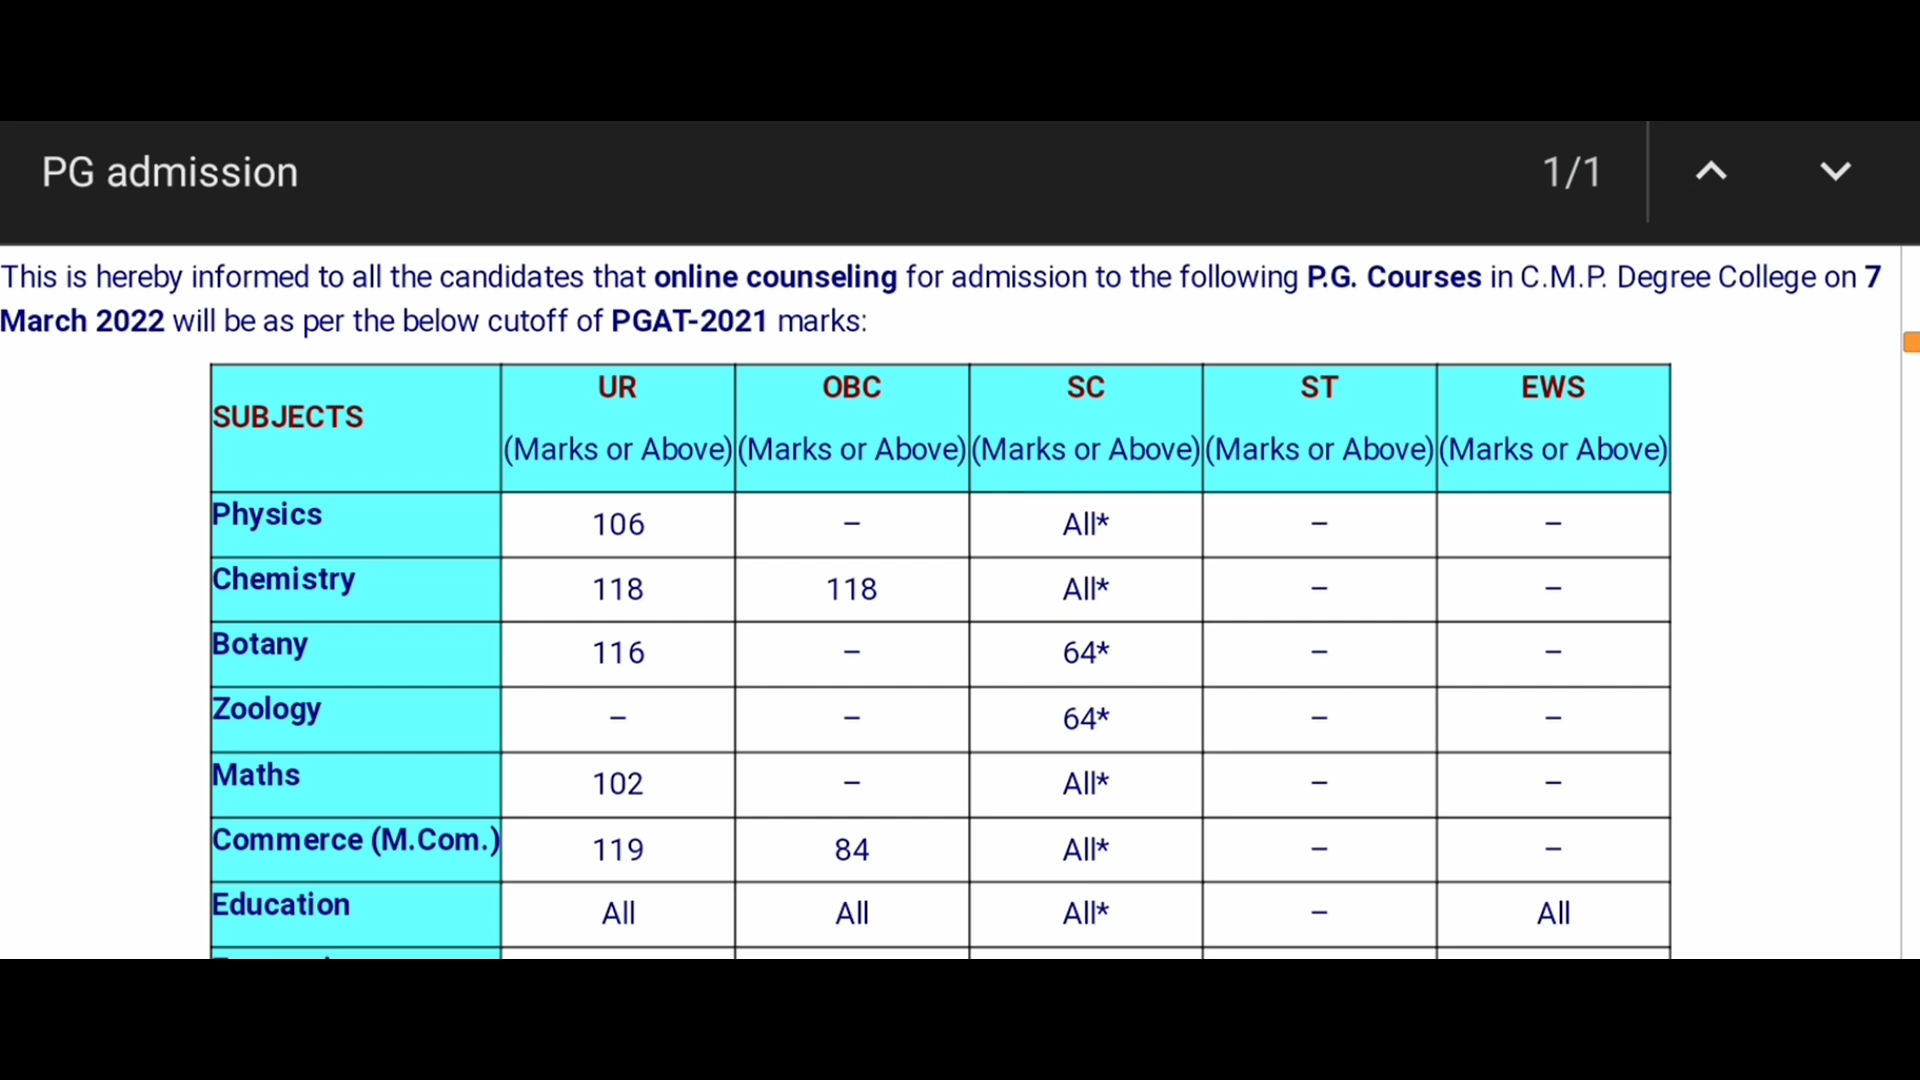 PG admission 1/1
This is hereby informed to all the candidates that online counseling for admission to the following P.G. Courses in C.M.P. Degree College on 7
March 2022 will be as per the below cutoff of PGAT-2021 marks:
SUBJECTS UR OBC SC ST EWS
(Marks or Above) (Marks or Above) (Marks or Above) (Marks or Above) (Marks or Above)
Physics 106 – All* – –
Chemistry 118 118 All* – –
Botany 116 – 64* – –
Zoology – – 64* – –
Maths 102 – All* – –
Commerce (M.Com.) 119 84 All* – –
Education All All All* – All